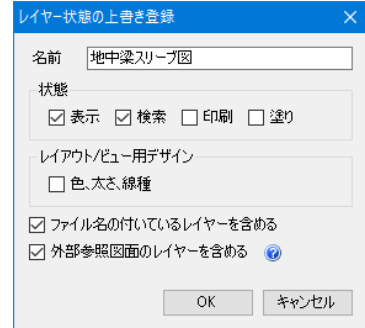 レイヤー状態の上書き登録
名前 地中梁スリーブ図
状態
表示 検索 印刷 塗り
レイアウト/ビュー用デザイン
色、太さ、線種
ファイル名の付いているレイヤーを含める
外部参照図面のレイヤーを含める ?
OK キャンセル